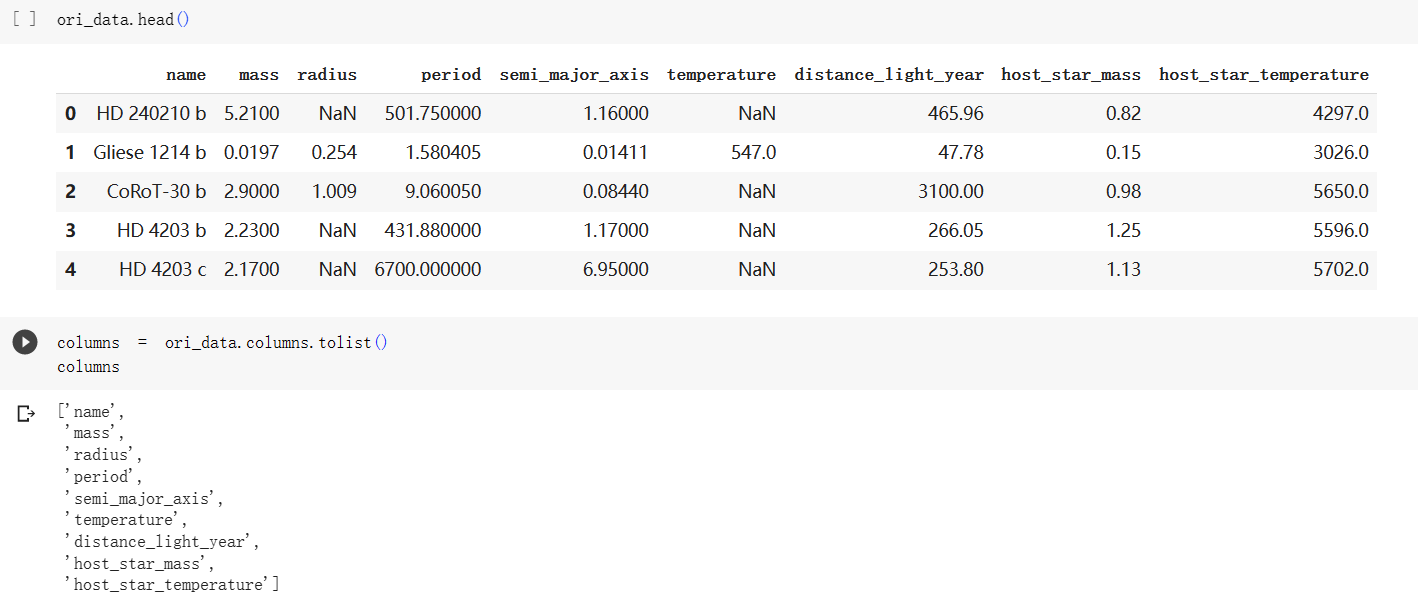 [ ] ori_data.head()
name mass radius period semi_major_axis temperature distance_light_year host_star_mass host_star_temperature
0 HD 240210 b 5.2100 NaN 501.750000 1.16000 NaN 465.96 0.82 4297.0
1 Gliese 1214 b 0.0197 0.254 1.580405 0.01411 547.0 47.78 0.15 3026.0
2 CoRoT-30 b 2.9000 1.009 9.060050 0.08440 NaN 3100.00 0.98 5650.0
3 HD 4203 b 2.2300 NaN 431.880000 1.17000 NaN 266.05 1.25 5596.0
4 HD 4203 c 2.1700 NaN 6700.000000 6.95000 NaN 253.80 1.13 5702.0
columns = ori_data.columns.tolist()
columns
['name',
'mass',
'radius',
'period',
'semi_major_axis',
'temperature',
'distance_light_year',
'host_star_mass',
'host_star_temperature']